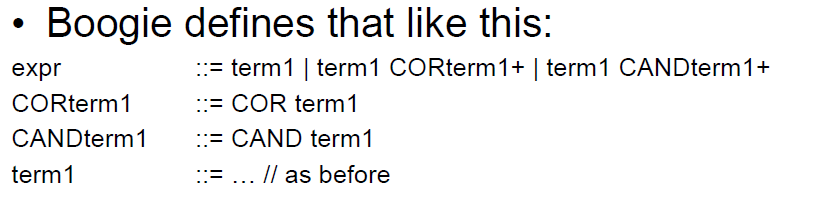 • Boogie defines that like this:
expr ::= term1 | term1 CORterm1+ | term1 CANDterm1+
CORterm1 ::= COR term1
CANDterm1 ::= CAND term1
term1 ::= … // as before